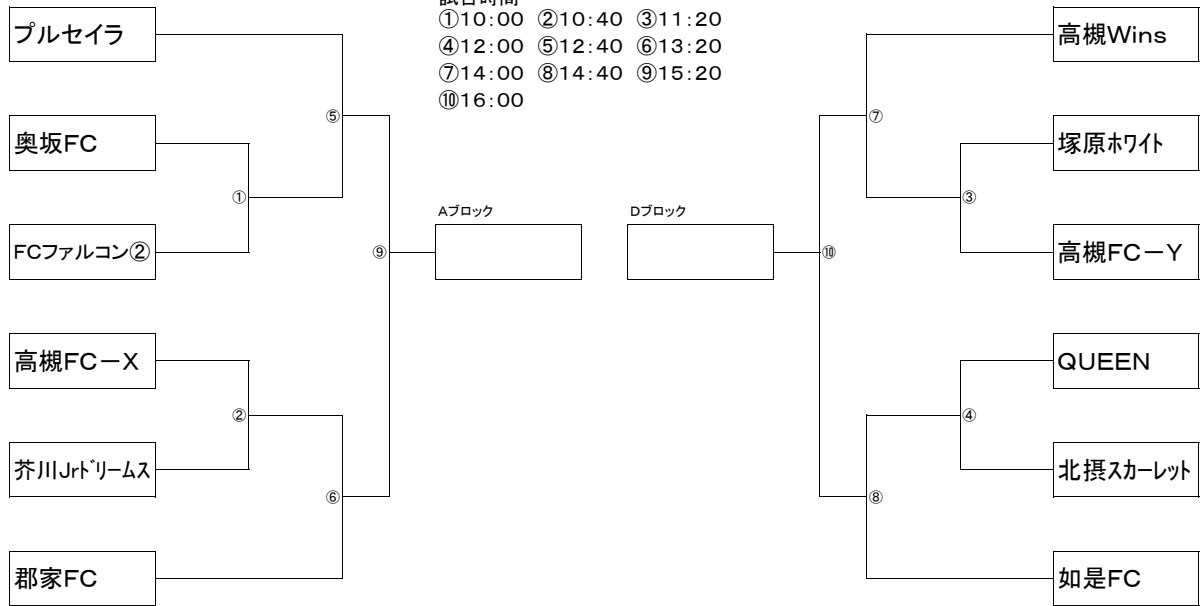 試合時間
①10:00 ②10:40 ③11:20
④12:00 ⑤12:40 ⑥13:20
⑦14:00 ⑧14:40 ⑨15:20
⑩16:00
プルセイラ
奥坂FC
FCファルコン②
高槻FC－X
芥川Jrドリームス
郡家FC
⑤
①
②
⑥
⑨
Aブロック
Dブロック
⑩
⑦
③
④
⑧
高槻Wins
塚原ホワイト
高槻FC－Y
QUEEN
北摂スカーレット
如是FC